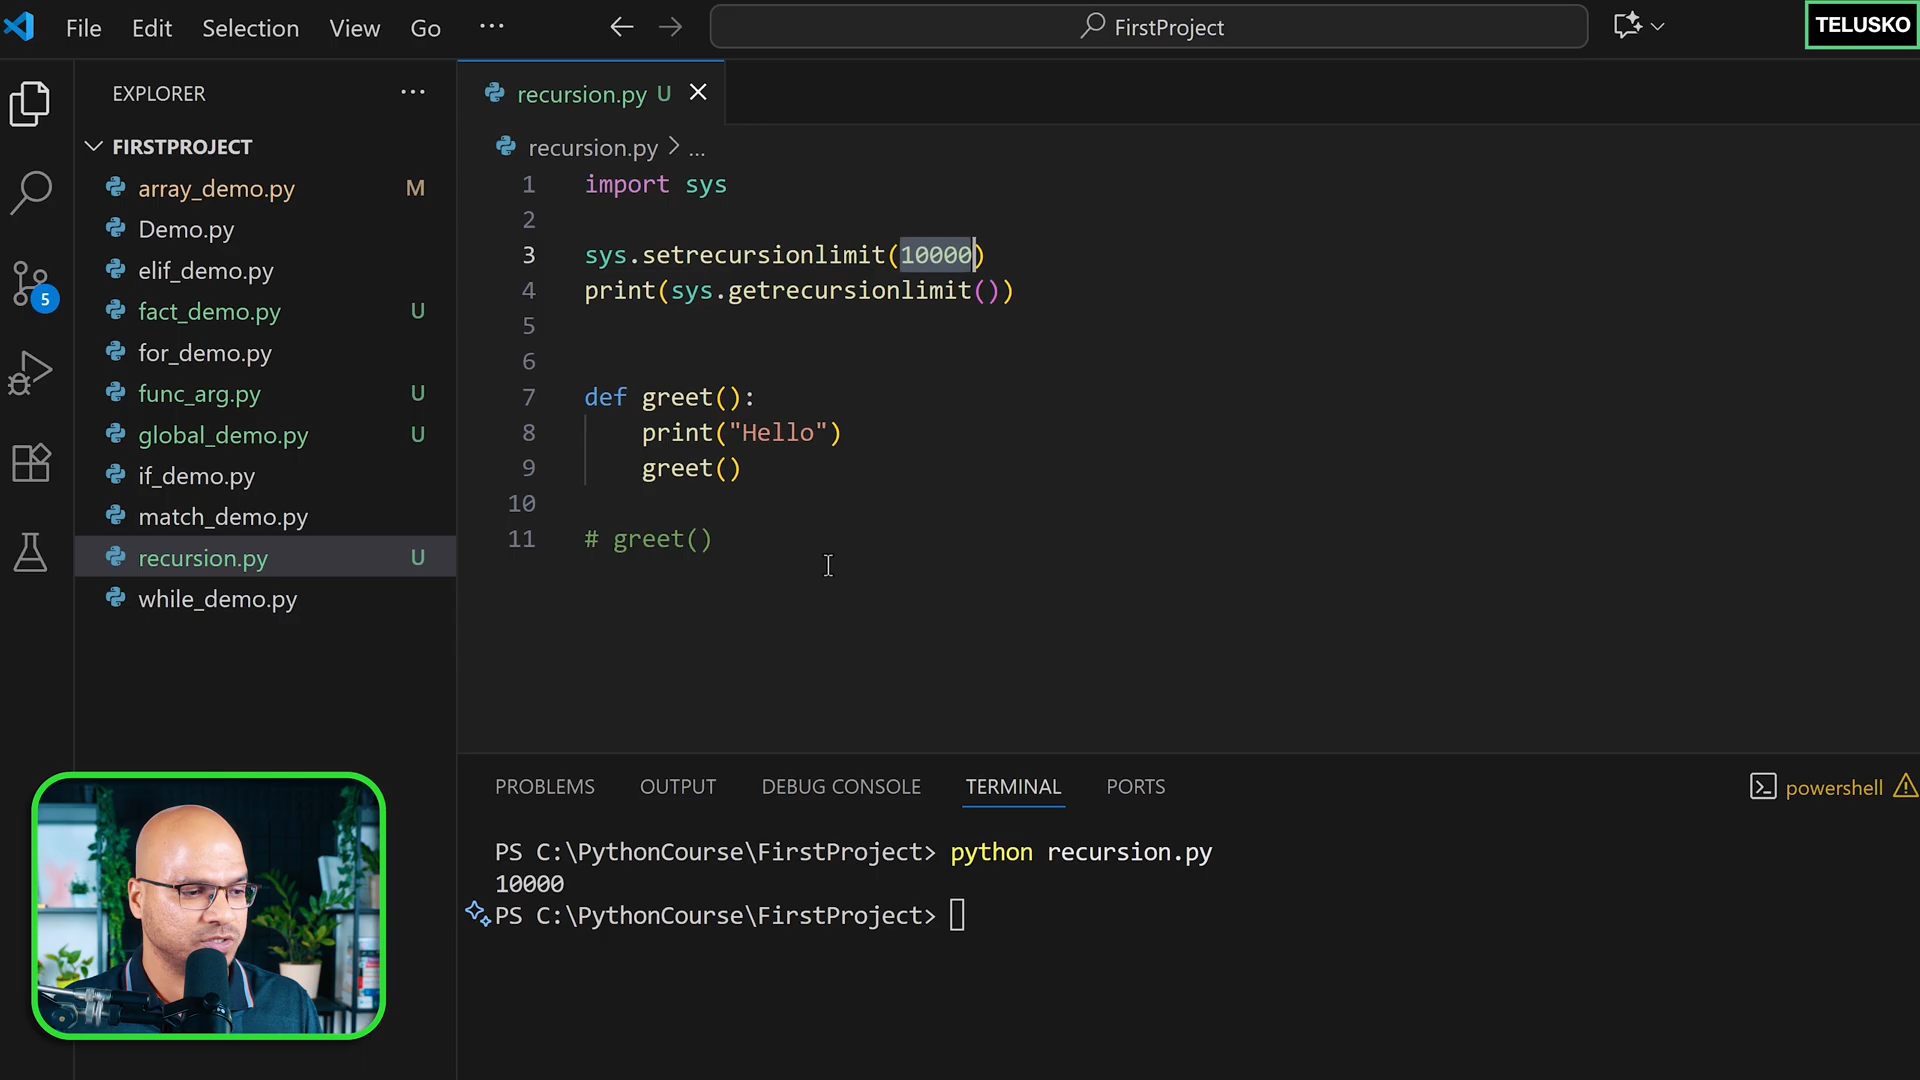 File Edit Selection View Go ...
FirstProject
TELUSKO
EXPLORER ...
FIRSTPROJECT
array_demo.py M
Demo.py
elif_demo.py
fact_demo.py U
for_demo.py
func_arg.py U
global_demo.py U
if_demo.py
match_demo.py
recursion.py U
while_demo.py
5
recursion.py U
recursion.py > ...
1 import sys
2
3 sys.setrecursionlimit(10000)
4 print(sys.getrecursionlimit())
5
6
7 def greet():
8 print("Hello")
9 greet()
10
11 # greet()
PROBLEMS OUTPUT DEBUG CONSOLE TERMINAL PORTS
powershell
PS C:\PythonCourse\FirstProject> python recursion.py
10000
PS C:\PythonCourse\FirstProject>